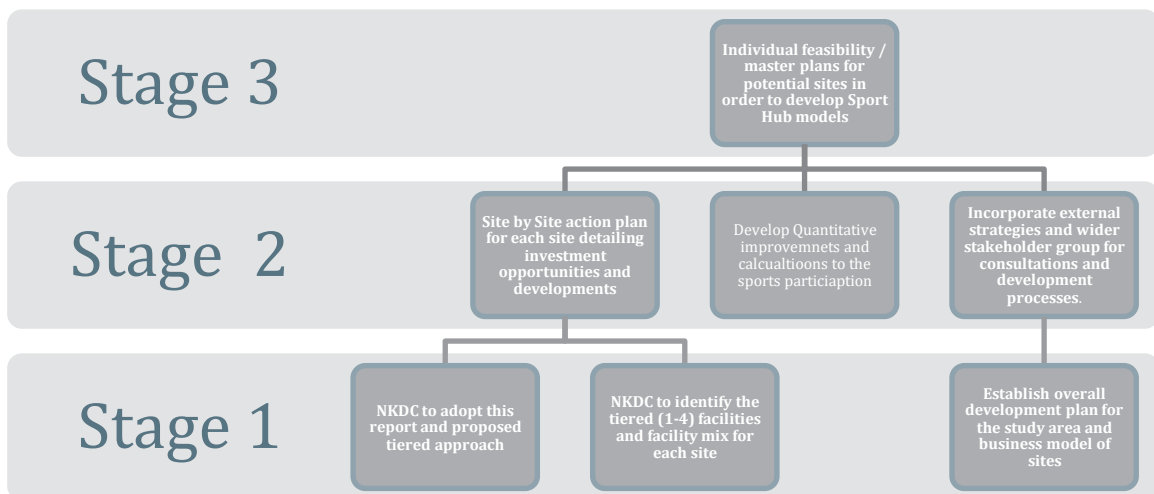 Stage 3
Individual feasibility /
master plans for
potential sites in
order to develop Sport
Hub models
Stage 2
Site by Site action plan
for each site detailing
investment
opportunities and
developments
Develop Quantitative
improvemnets and
calcualtioons to the
sports particiaption
Incorporate external
strategies and wider
stakeholder group for
consultations and
development
processes.
Stage 1
NKDC to adopt this
report and proposed
tiered approach
NKDC to identify the
tiered (1-4) facilities
and facility mix for
each site
Establish overall
development plan for
the study area and
business model of
sites